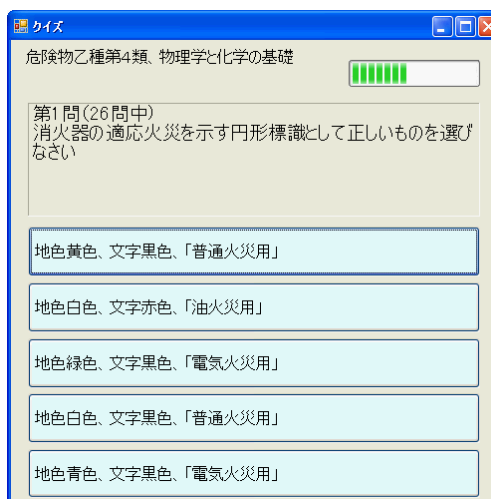 クイズ
危険物乙種第4類、物理学と化学の基礎
第1問(26問中)
消火器の適応火災を示す円形標識として正しいものを選び
なさい
地色黄色、文字黒色、「普通火災用」
地色白色、文字赤色、「油火災用」
地色緑色、文字黒色、「電気火災用」
地色白色、文字黒色、「普通火災用」
地色青色、文字黒色、「電気火災用」